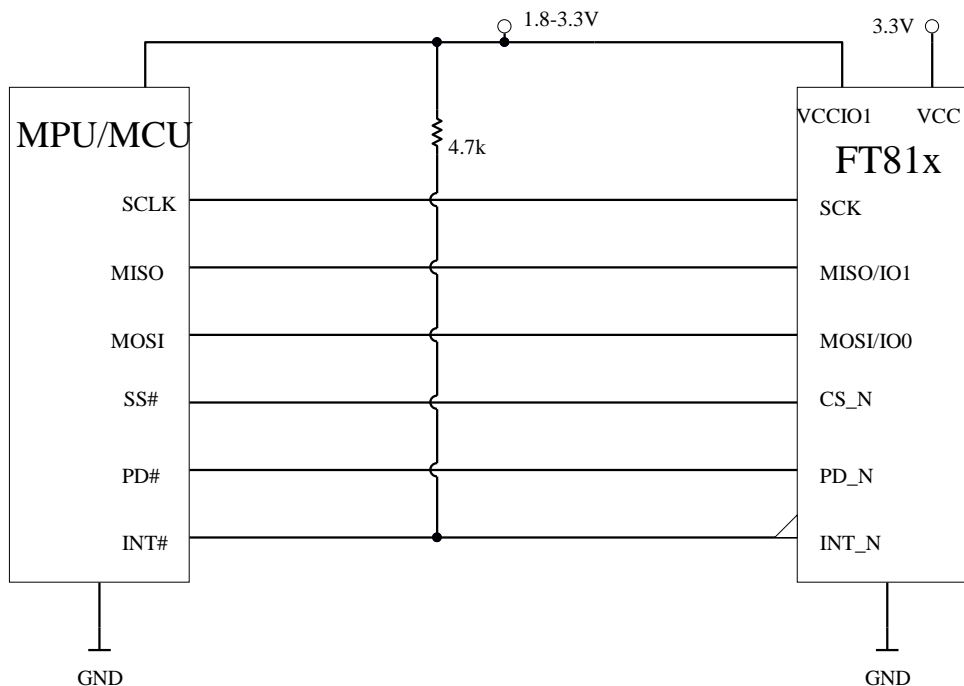 1.8-3.3V
3.3V
MPU/MCU
VCCIO1
VCC
4.7k
FT81x
SCLK
SCK
MISO
MISO/IO1
MOSI
MOSI/IO0
SS#
CS_N
PD#
PD_N
INT#
INT_N
GND
GND